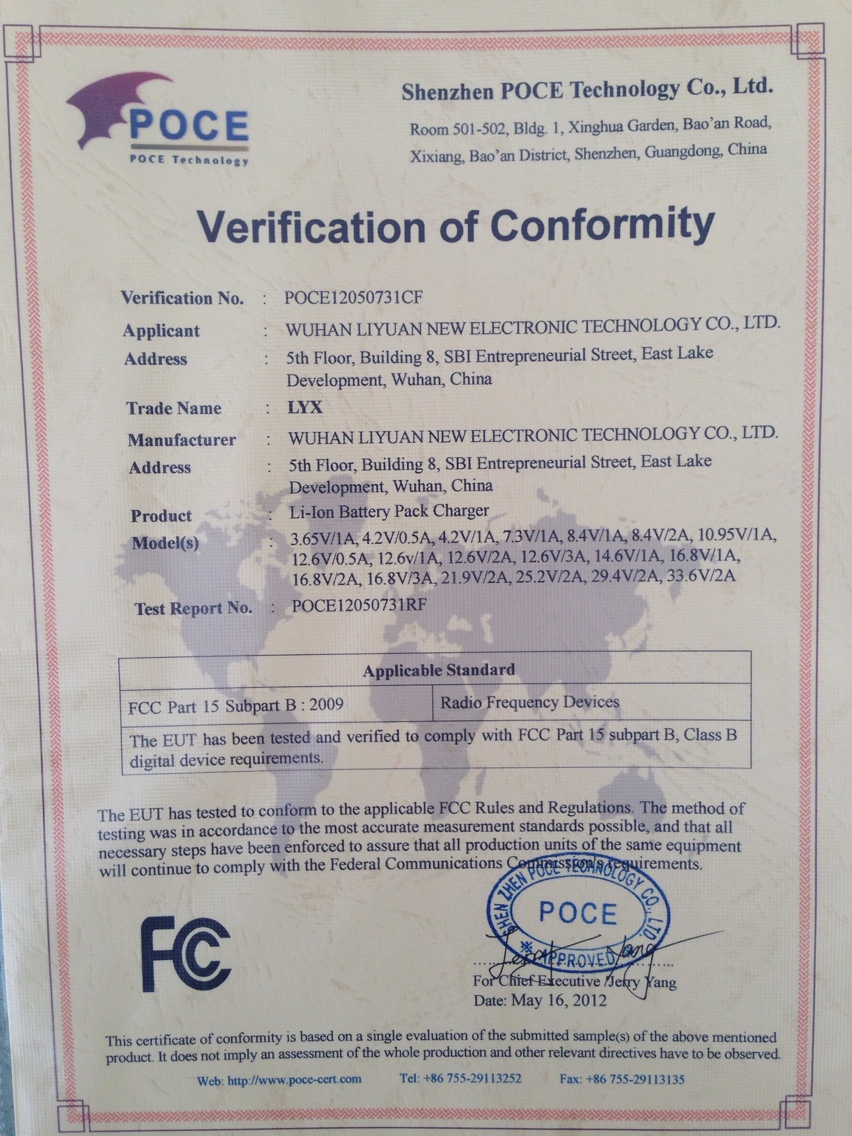 POCE
POCE Technology
Shenzhen POCE Technology Co., Ltd.
Room 501-502, Bldg. 1, Xinghua Garden, Bao'an Road,
Xixiang, Bao'an District, Shenzhen, Guangdong, China
Verification of Conformity
Verification No. : POCE12050731CF
Applicant : WUHAN LIYUAN NEW ELECTRONIC TECHNOLOGY CO., LTD.
Address : 5th Floor, Building 8, SBI Entrepreneurial Street, East Lake
Development, Wuhan, China
Trade Name : LYX
Manufacturer : WUHAN LIYUAN NEW ELECTRONIC TECHNOLOGY CO., LTD.
Address : 5th Floor, Building 8, SBI Entrepreneurial Street, East Lake
Development, Wuhan, China
Product : Li-Ion Battery Pack Charger
Model(s) : 3.65V/1A, 4.2V/0.5A, 4.2V/1A, 7.3V/1A, 8.4V/1A, 8.4V/2A, 10.95V/1A,
12.6V/0.5A, 12.6v/1A, 12.6V/2A, 12.6V/3A, 14.6V/1A, 16.8V/1A,
16.8V/2A, 16.8V/3A, 21.9V/2A, 25.2V/2A, 29.4V/2A, 33.6V/2A
Test Report No. : POCE12050731RF
Applicable Standard
FCC Part 15 Subpart B : 2009 Radio Frequency Devices
The EUT has been tested and verified to comply with FCC Part 15 subpart B, Class B
digital device requirements.
The EUT has tested to conform to the applicable FCC Rules and Regulations. The method of
testing was in accordance to the most accurate measurement standards possible, and that all
necessary steps have been enforced to assure that all production units of the same equipment
will continue to comply with the Federal Communications Commission's requirements.
SHEN ZHEN POCE TECHNOLOGY CO., LTD.
POCE
APPROVED
FCC
Jerry Yang
For Chief Executive /Jerry Yang
Date: May 16, 2012
This certificate of conformity is based on a single evaluation of the submitted sample(s) of the above mentioned
product. It does not imply an assessment of the whole production and other relevant directives have to be observed.
Web: http://www.poce-cert.com Tel: +86 755-29113252 Fax: +86 755-29113135